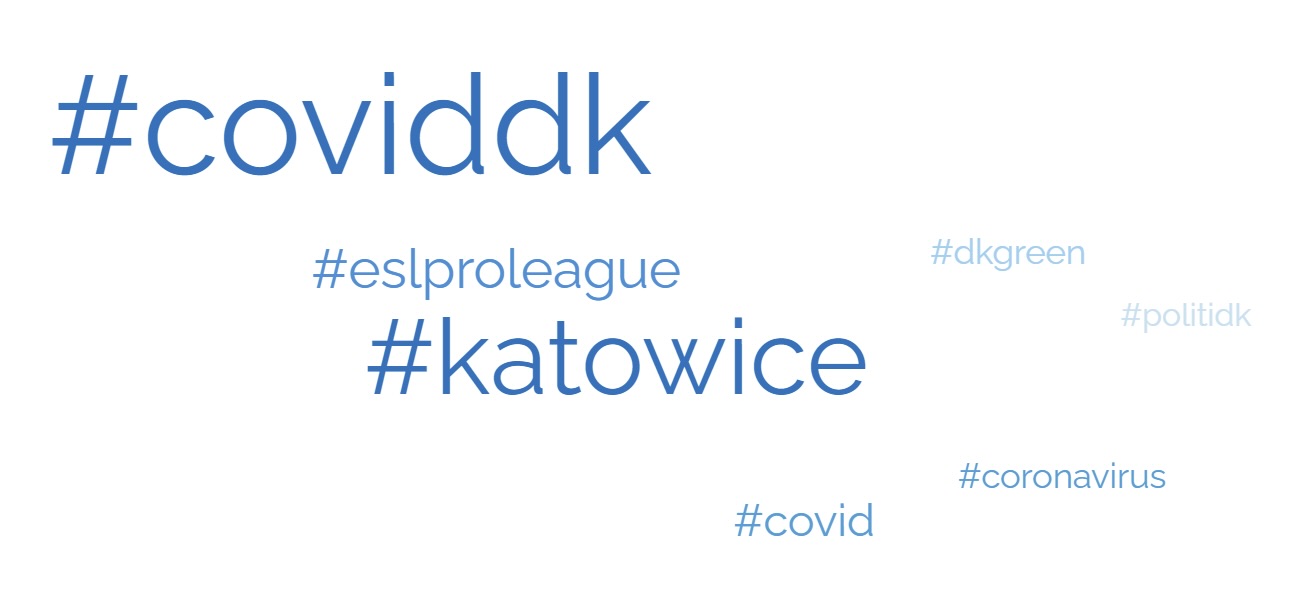 #coviddk
#eslproleague
#dkgreen
#politidk
#katowice
#coronavirus
#covid